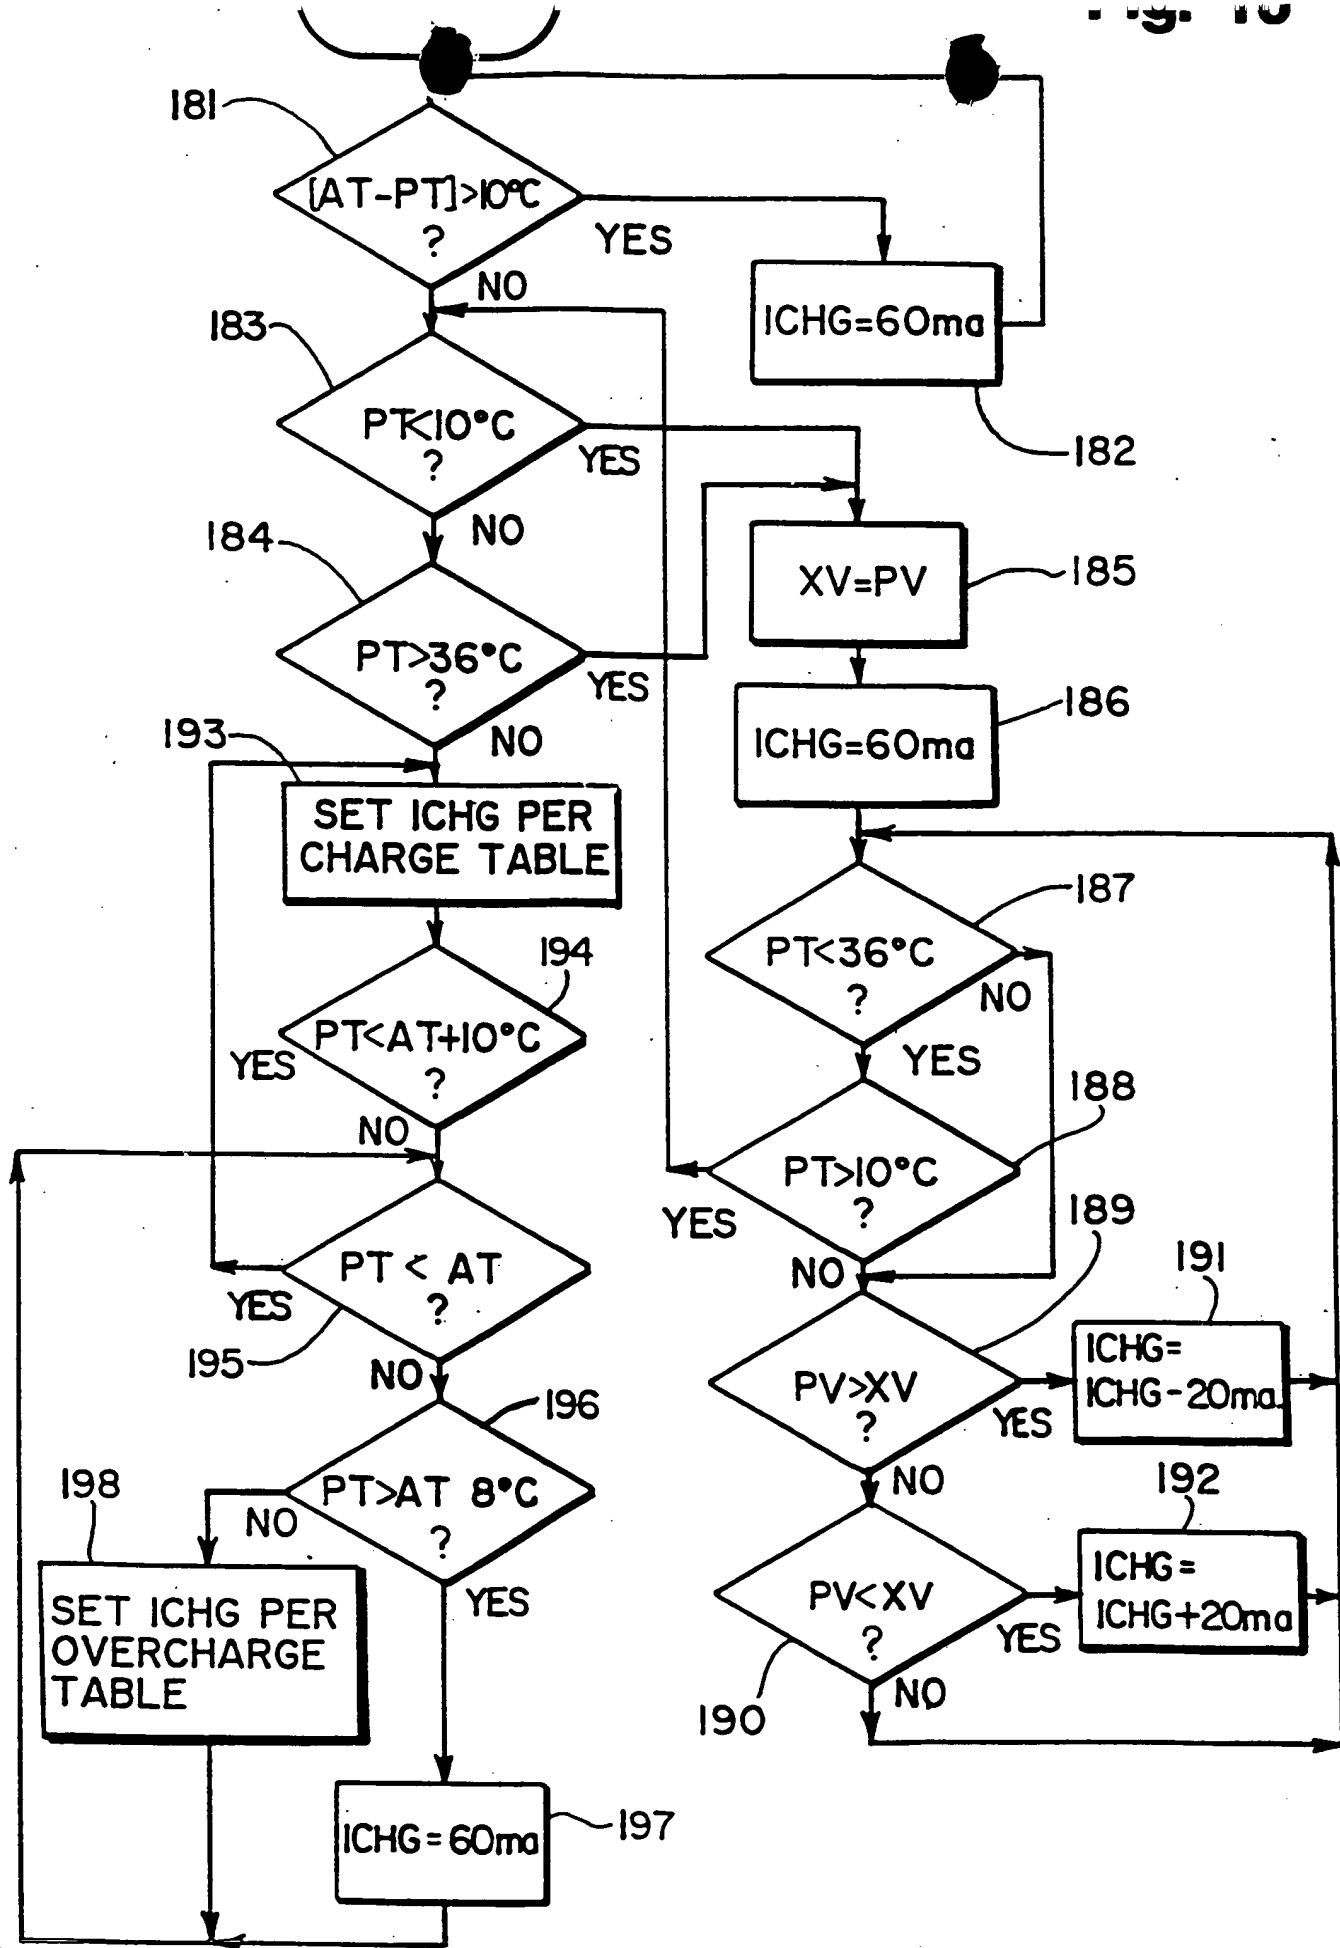 Fig. 10
181
[AT-PT]>10°C
?
YES
NO
ICHG=60ma
182
183
PT<10°C
?
YES
NO
184
PT>36°C
?
YES
NO
XV=PV
185
ICHG=60ma
186
193
SET ICHG PER
CHARGE TABLE
194
PT<AT+10°C
?
YES
NO
187
PT<36°C
?
NO
YES
188
PT>10°C
?
YES
NO
195
PT < AT
?
YES
NO
189
PV>XV
?
YES
NO
191
ICHG=
ICHG-20ma
196
PT>AT 8°C
?
NO
YES
192
ICHG=
ICHG+20ma
190
PV<XV
?
YES
NO
198
SET ICHG PER
OVERCHARGE
TABLE
ICHG=60ma
197